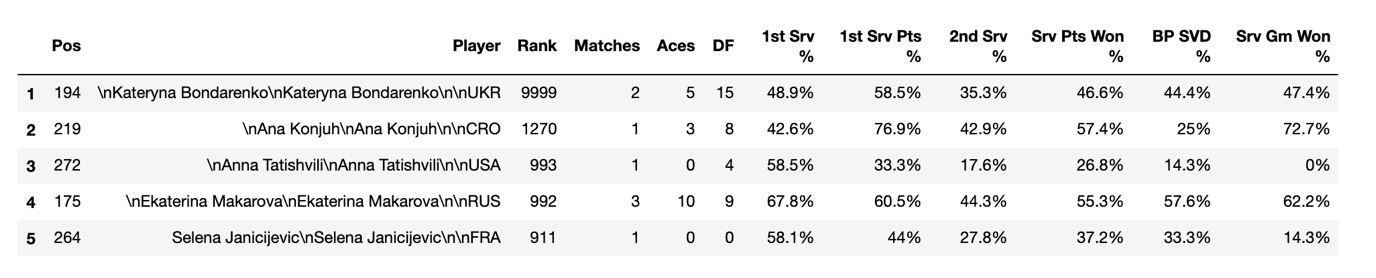 Pos Player Rank Matches Aces DF 1st Srv % 1st Srv Pts % 2nd Srv % Srv Pts Won % BP SVD % Srv Gm Won %
1 194 \nKateryna Bondarenko\nKateryna Bondarenko\n\nUKR 9999 2 5 15 48.9% 58.5% 35.3% 46.6% 44.4% 47.4%
2 219 \nAna Konjuh\nAna Konjuh\n\nCRO 1270 1 3 8 42.6% 76.9% 42.9% 57.4% 25% 72.7%
3 272 \nAnna Tatishvili\nAnna Tatishvili\n\nUSA 993 1 0 4 58.5% 33.3% 17.6% 26.8% 14.3% 0%
4 175 \nEkaterina Makarova\nEkaterina Makarova\n\nRUS 992 3 10 9 67.8% 60.5% 44.3% 55.3% 57.6% 62.2%
5 264 Selena Janicijevic\nSelena Janicijevic\n\nFRA 911 1 0 0 58.1% 44% 27.8% 37.2% 33.3% 14.3%